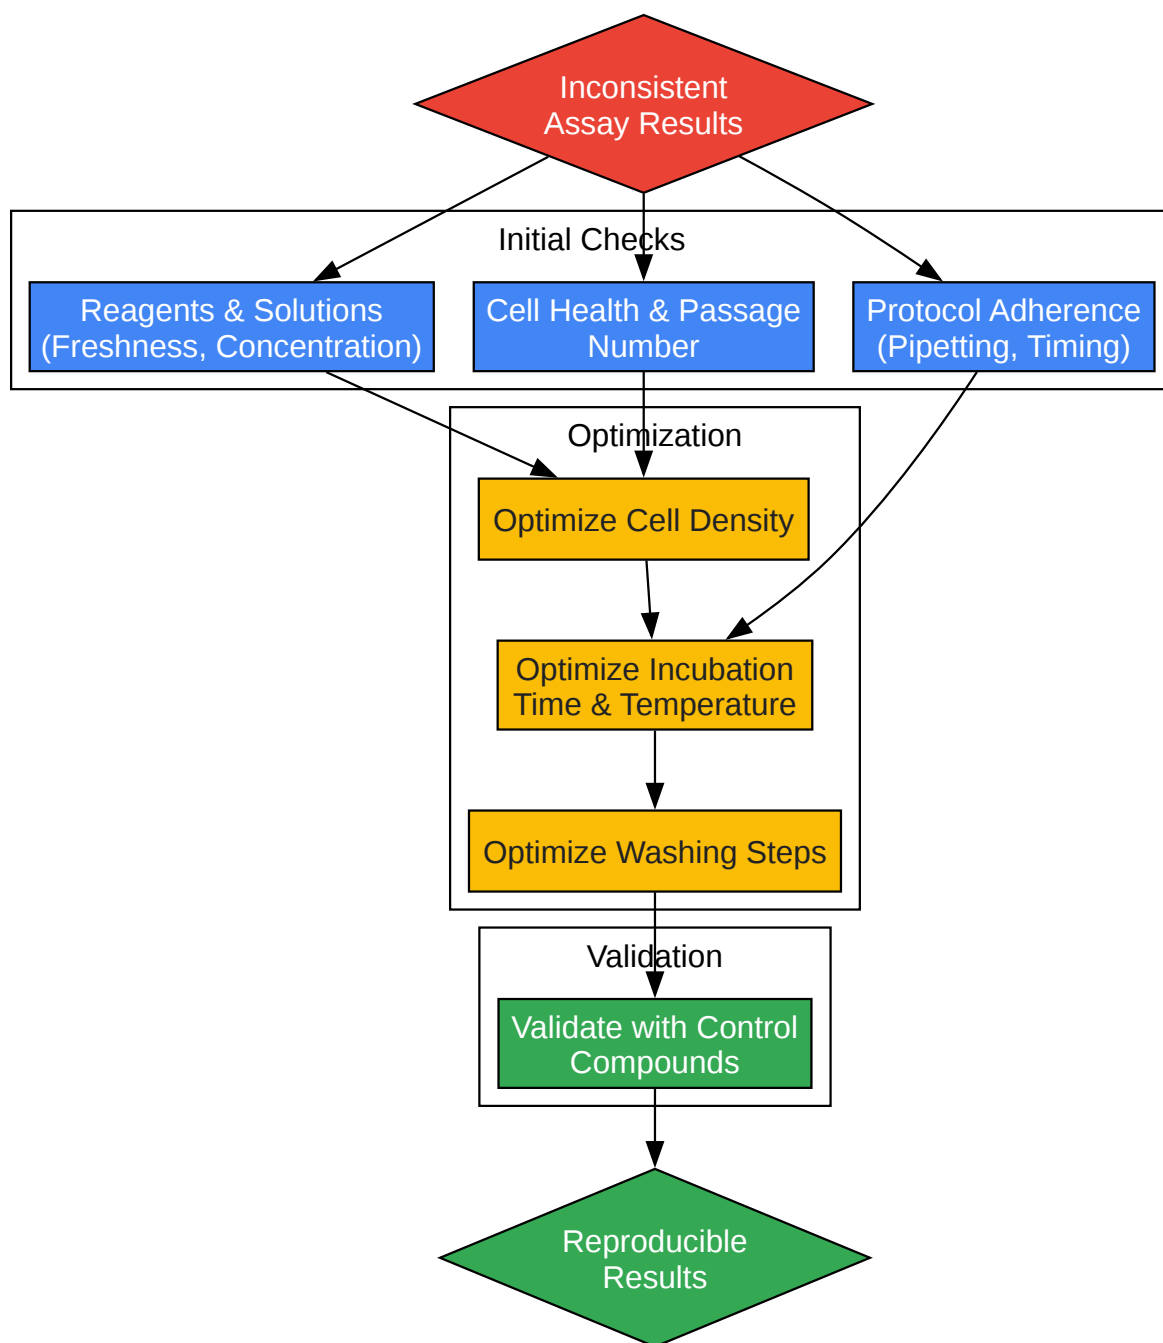 Inconsistent
Assay Results
Initial Checks
Reagents & Solutions
(Freshness, Concentration)
Cell Health & Passage
Number
Protocol Adherence
(Pipetting, Timing)
Optimization
Optimize Cell Density
Optimize Incubation
Time & Temperature
Optimize Washing Steps
Validation
Validate with Control
Compounds
Reproducible
Results